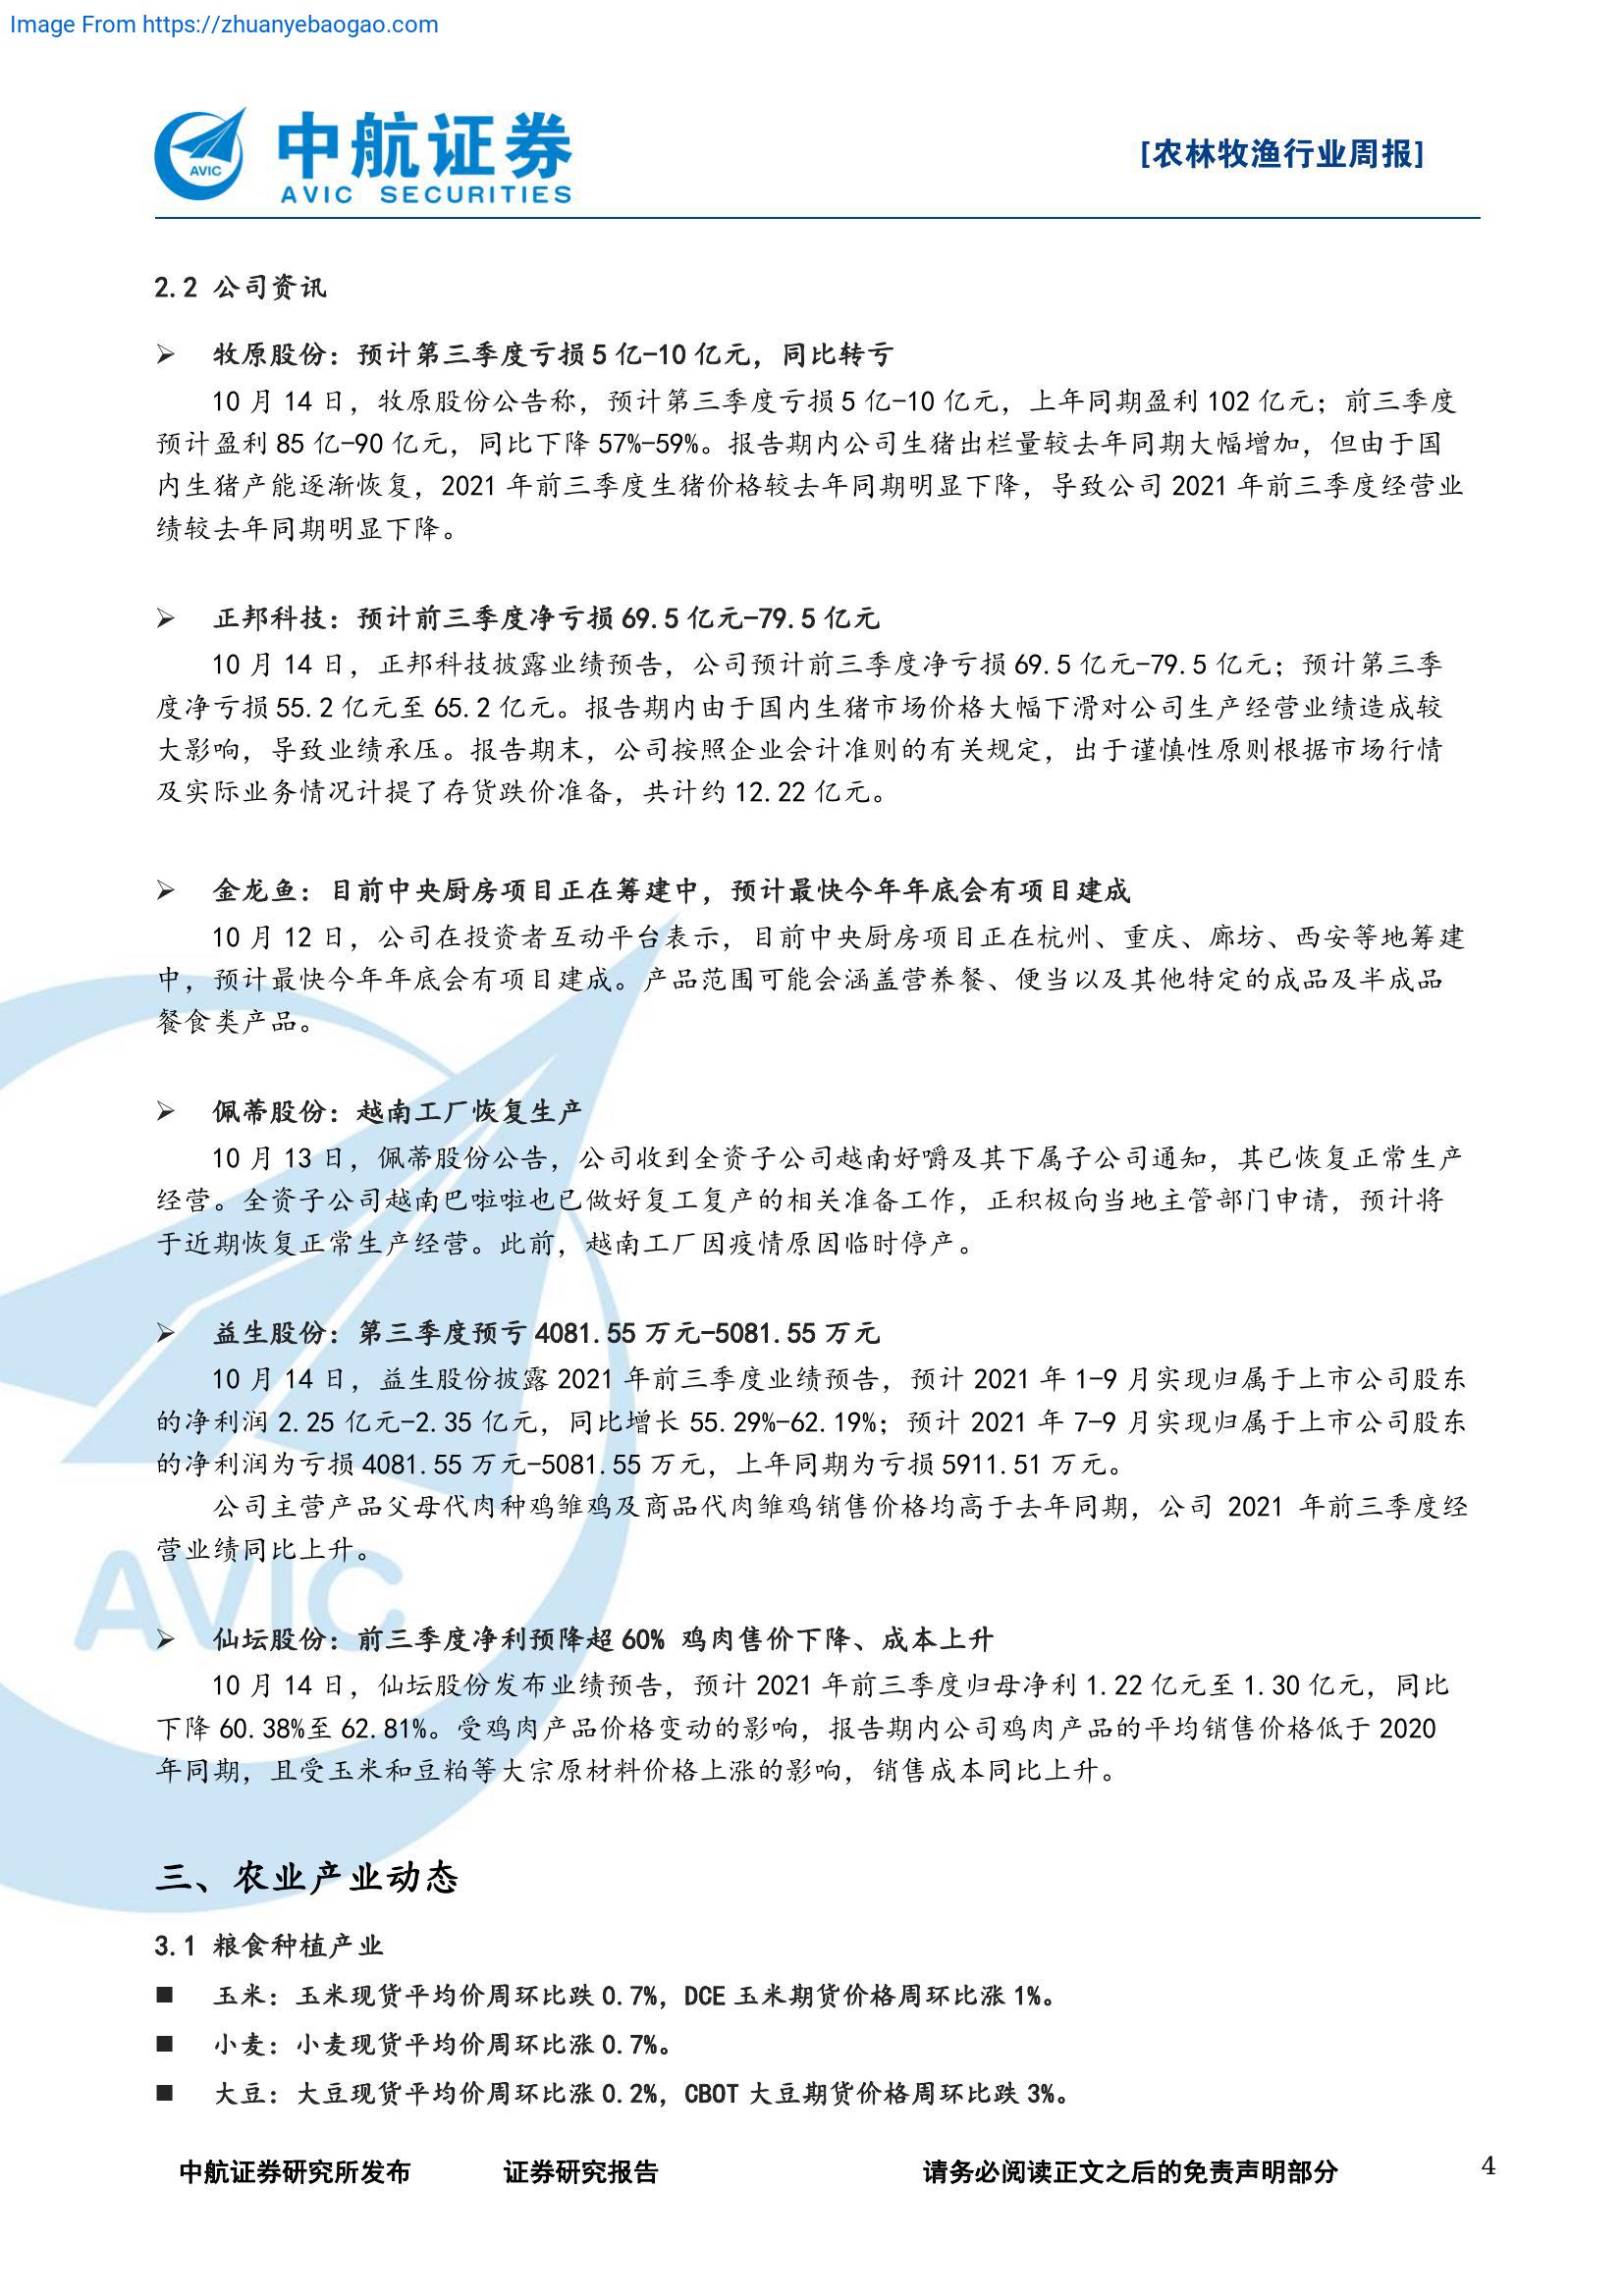 Image From https://zhuanyebaogao.com
中航证券
AVIC SECURITIES
AVIC
[农林牧渔行业周报]
2.2 公司资讯
➢ 牧原股份：预计第三季度亏损5亿-10亿元，同比转亏
10月14日，牧原股份公告称，预计第三季度亏损5亿-10亿元，上年同期盈利102亿元；前三季度
预计盈利85亿-90亿元，同比下降57%-59%。报告期内公司生猪出栏量较去年同期大幅增加，但由于国
内生猪产能逐渐恢复，2021年前三季度生猪价格较去年同期明显下降，导致公司2021年前三季度经营业
绩较去年同期明显下降。
➢ 正邦科技：预计前三季度净亏损69.5亿元-79.5亿元
10月14日，正邦科技披露业绩预告，公司预计前三季度净亏损69.5亿元-79.5亿元；预计第三季
度净亏损55.2亿元至65.2亿元。报告期内由于国内生猪市场价格大幅下滑对公司生产经营业绩造成较
大影响，导致业绩承压。报告期末，公司按照企业会计准则的有关规定，出于谨慎性原则根据市场行情
及实际业务情况计提了存货跌价准备，共计约12.22亿元。
➢ 金龙鱼：目前中央厨房项目正在筹建中，预计最快今年年底会有项目建成
10月12日，公司在投资者互动平台表示，目前中央厨房项目正在杭州、重庆、廊坊、西安等地筹建
中，预计最快今年年底会有项目建成。产品范围可能会涵盖营养餐、便当以及其他特定的成品及半成品
餐食类产品。
➢ 佩蒂股份：越南工厂恢复生产
10月13日，佩蒂股份公告，公司收到全资子公司越南好嚼及其下属子公司通知，其已恢复正常生产
经营。全资子公司越南巴啦啦也已做好复工复产的相关准备工作，正积极向当地主管部门申请，预计将
于近期恢复正常生产经营。此前，越南工厂因疫情原因临时停产。
➢ 益生股份：第三季度预亏4081.55万元-5081.55万元
10月14日，益生股份披露2021年前三季度业绩预告，预计2021年1-9月实现归属于上市公司股东
的净利润2.25亿元-2.35亿元，同比增长55.29%-62.19%；预计2021年7-9月实现归属于上市公司股东
的净利润为亏损4081.55万元-5081.55万元，上年同期为亏损5911.51万元。
公司主营产品父母代肉种鸡雏鸡及商品代肉雏鸡销售价格均高于去年同期，公司 2021 年前三季度经
营业绩同比上升。
AVIC
➢ 仙坛股份：前三季度净利预降超60% 鸡肉售价下降、成本上升
10月14日，仙坛股份发布业绩预告，预计2021年前三季度归母净利1.22亿元至1.30亿元，同比
下降60.38%至62.81%。受鸡肉产品价格变动的影响，报告期内公司鸡肉产品的平均销售价格低于2020
年同期，且受玉米和豆粕等大宗原材料价格上涨的影响，销售成本同比上升。
三、农业产业动态
3.1 粮食种植产业
■ 玉米：玉米现货平均价周环比跌0.7%，DCE玉米期货价格周环比涨1%。
■ 小麦：小麦现货平均价周环比涨0.7%。
■ 大豆：大豆现货平均价周环比涨0.2%，CBOT大豆期货价格周环比跌3%。
中航证券研究所发布 证券研究报告 请务必阅读正文之后的免责声明部分 4